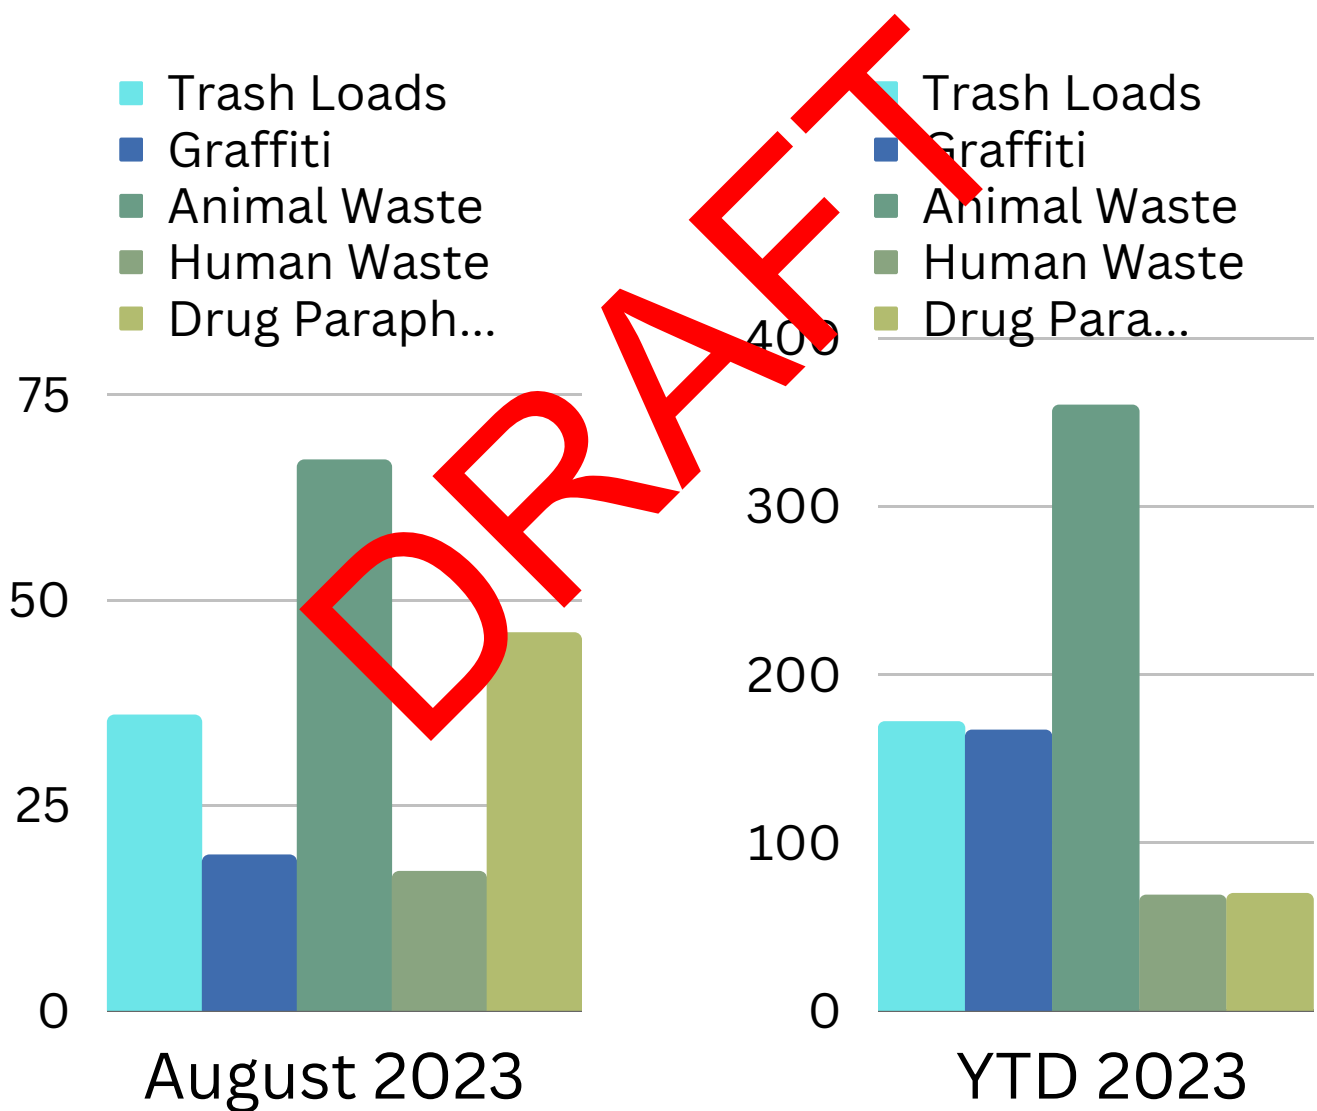 Trash Loads
Graffiti
Animal Waste
Human Waste
Drug Paraph...
75
50
25
0
August 2023
Trash Loads
Graffiti
Animal Waste
Human Waste
Drug Para...
400
300
200
100
0
YTD 2023
DRAFT